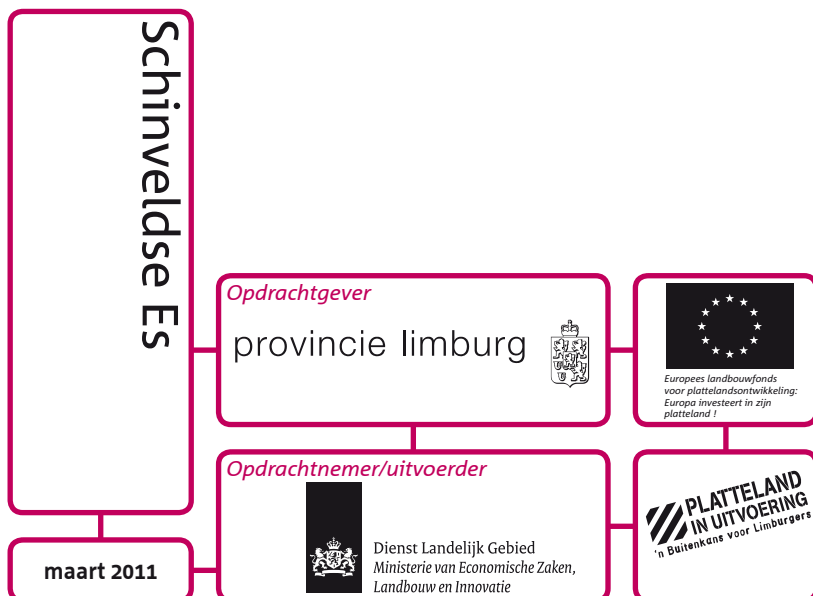 Schinveldse Es
Opdrachtgever
provincie limburg
Europees landbouwfonds
voor plattelandsontwikkeling:
Europa investeert in zijn
platteland !
Opdrachtnemer/uitvoerder
Dienst Landelijk Gebied
Ministerie van Economische Zaken,
Landbouw en Innovatie
PLATTELAND
IN UITVOERING
'n Buitenkans voor Limburgers
maart 2011